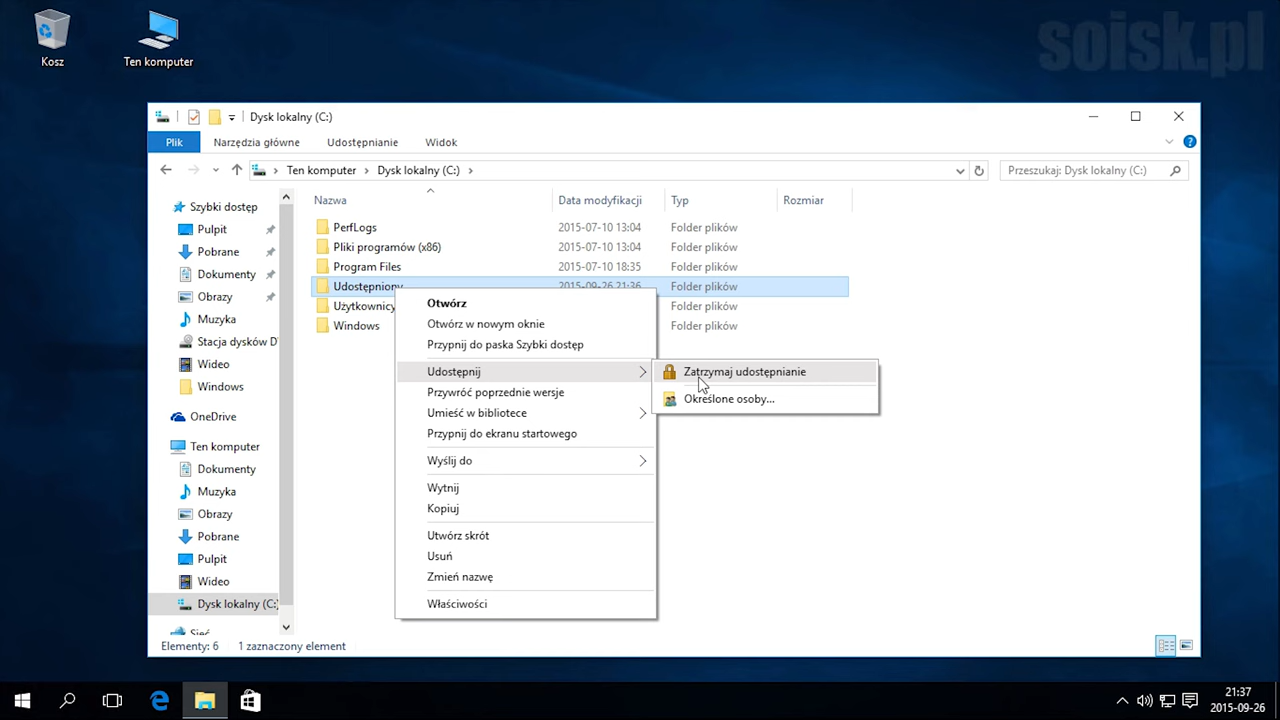 soisk.pl
Kosz
Ten komputer
Dysk lokalny (C:)
Plik Narzędzia główne Udostępnianie Widok
Ten komputer Dysk lokalny (C:)
Przeszukaj: Dysk lokalny (C:)
Szybki dostęp
Pulpit
Pobrane
Dokumenty
Obrazy
Muzyka
Stacja dysków D
Wideo
Windows
OneDrive
Ten komputer
Dokumenty
Muzyka
Obrazy
Pobrane
Pulpit
Wideo
Dysk lokalny (C:)
Sieć
Nazwa Data modyfikacji Typ Rozmiar
PerfLogs 2015-07-10 13:04 Folder plików
Pliki programów (x86) 2015-07-10 13:04 Folder plików
Program Files 2015-07-10 18:35 Folder plików
Udostępniony 2015-09-26 21:36 Folder plików
Użytkownicy Folder plików
Windows Folder plików
Otwórz
Otwórz w nowym oknie
Przypnij do paska Szybki dostęp
Udostępnij
Przywróć poprzednie wersje
Umieść w bibliotece
Przypnij do ekranu startowego
Wyślij do
Wytnij
Kopiuj
Utwórz skrót
Usuń
Zmień nazwę
Właściwości
Zatrzymaj udostępnianie
Określone osoby...
Elementy: 6 1 zaznaczony element
21:37
2015-09-26